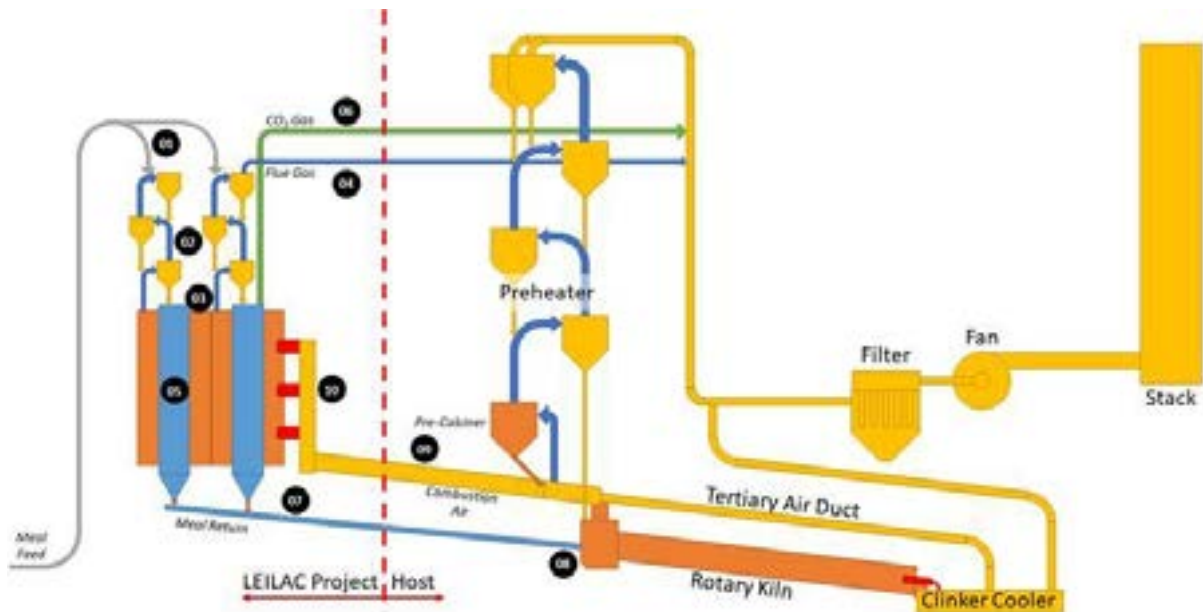 06
CO₂ Gas
01
Flue Gas
04
02
03
Preheater
05
10
Pre-Calciner
09
Combustion
Air
07
Meal Return
Meal
Feed
08
LEILAC Project
Host
Filter
Fan
Stack
Tertiary Air Duct
Rotary Kiln
Clinker Cooler